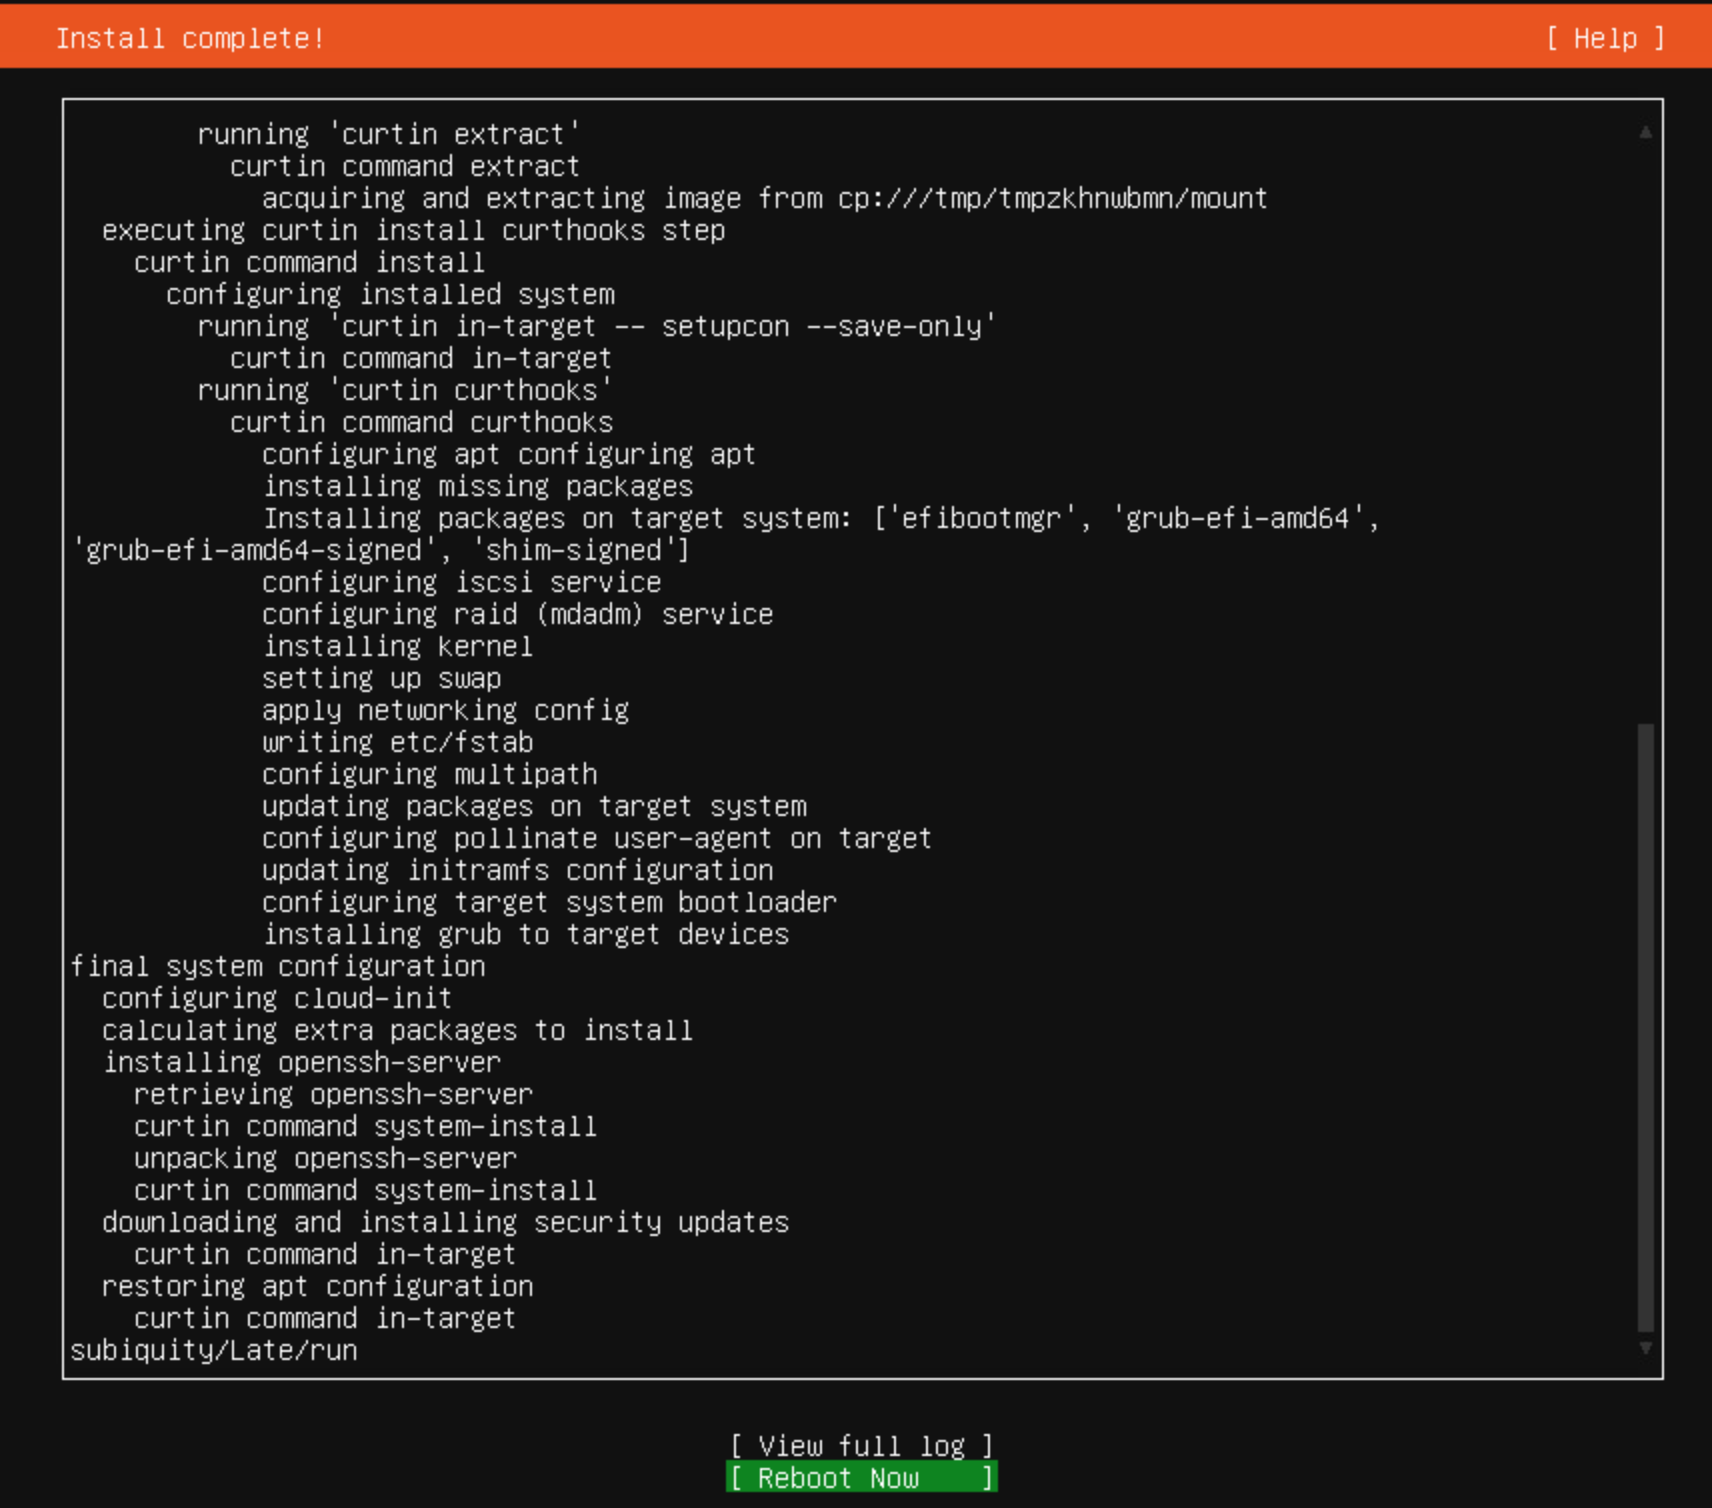 Install complete! [ Help ]
running 'curtin extract'
curtin command extract
acquiring and extracting image from cp:///tmp/tmpzkhnwbmn/mount
executing curtin install curthooks step
curtin command install
configuring installed system
running 'curtin in-target -- setupcon --save-only'
curtin command in-target
running 'curtin curthooks'
curtin command curthooks
configuring apt configuring apt
installing missing packages
Installing packages on target system: ['efibootmgr', 'grub-efi-amd64',
'grub-efi-amd64-signed', 'shim-signed']
configuring iscsi service
configuring raid (mdadm) service
installing kernel
setting up swap
apply networking config
writing etc/fstab
configuring multipath
updating packages on target system
configuring pollinate user-agent on target
updating initramfs configuration
configuring target system bootloader
installing grub to target devices
final system configuration
configuring cloud-init
calculating extra packages to install
installing openssh-server
retrieving openssh-server
curtin command system-install
unpacking openssh-server
curtin command system-install
downloading and installing security updates
curtin command in-target
restoring apt configuration
curtin command in-target
subiquity/Late/run
[ View full log ]
[ Reboot Now ]